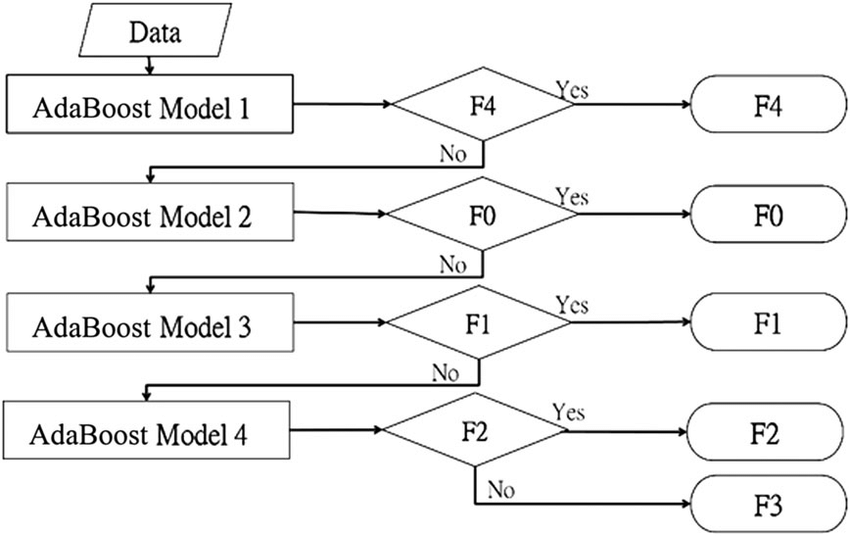 Data
AdaBoost Model 1
F4
Yes
F4
No
AdaBoost Model 2
F0
Yes
F0
No
AdaBoost Model 3
F1
Yes
F1
No
AdaBoost Model 4
F2
Yes
F2
No
F3